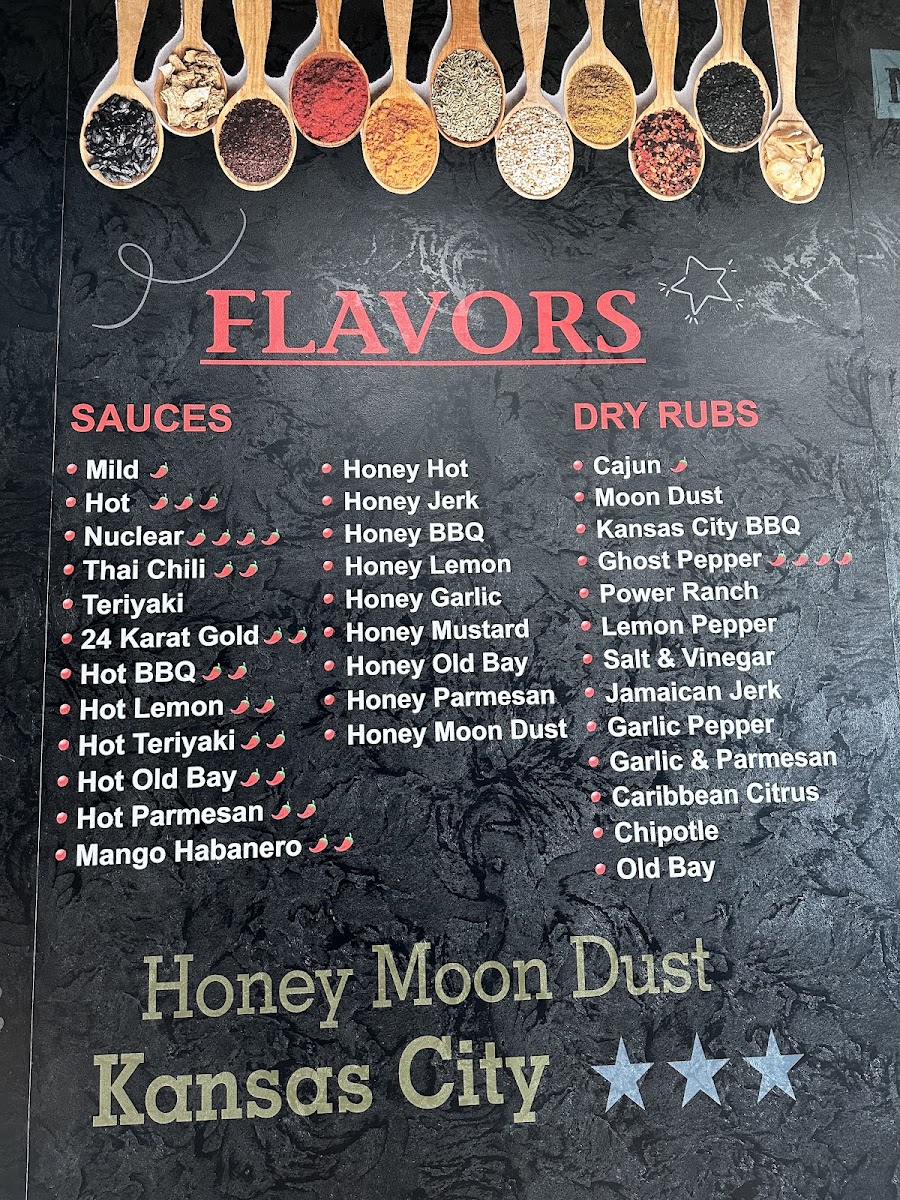 FLAVORS
SAUCES
Mild
Hot
Nuclear
Thai Chili
Teriyaki
24 Karat Gold
Hot BBQ
Hot Lemon
Hot Teriyaki
Hot Old Bay
Hot Parmesan
Mango Habanero
Honey Hot
Honey Jerk
Honey BBQ
Honey Lemon
Honey Garlic
Honey Mustard
Honey Old Bay
Honey Parmesan
Honey Moon Dust
DRY RUBS
Cajun
Moon Dust
Kansas City BBQ
Ghost Pepper
Power Ranch
Lemon Pepper
Salt & Vinegar
Jamaican Jerk
Garlic Pepper
Garlic & Parmesan
Caribbean Citrus
Chipotle
Old Bay
Honey Moon Dust
Kansas City